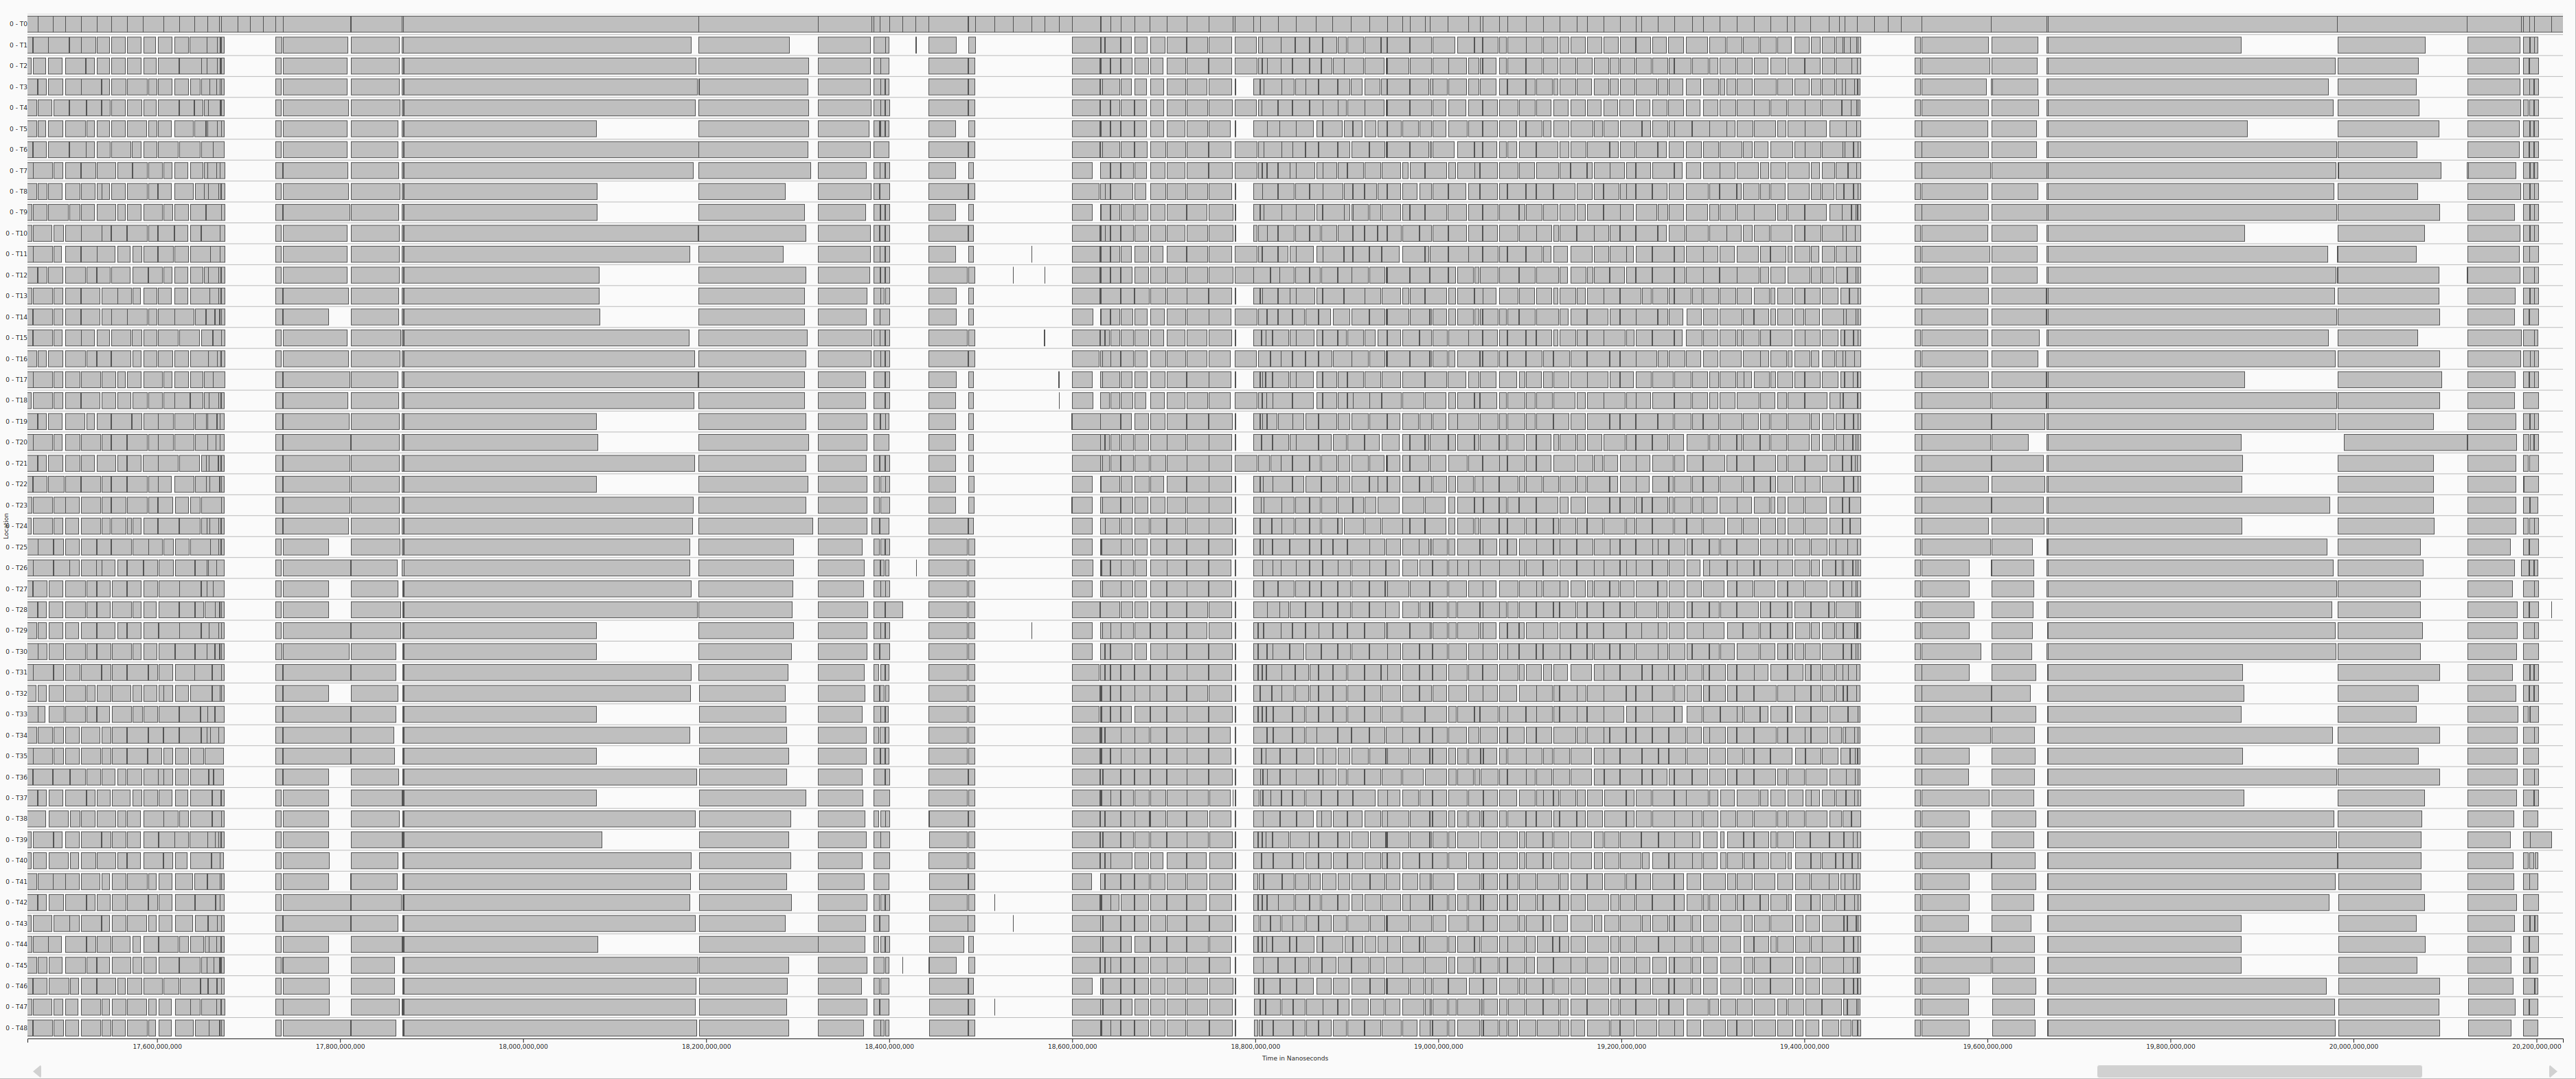 0 - T0
0 - T1
0 - T2
0 - T3
0 - T4
0 - T5
0 - T6
0 - T7
0 - T8
0 - T9
0 - T10
0 - T11
0 - T12
0 - T13
0 - T14
0 - T15
0 - T16
0 - T17
0 - T18
0 - T19
0 - T20
0 - T21
0 - T22
0 - T23
0 - T24
Location
0 - T25
0 - T26
0 - T27
0 - T28
0 - T29
0 - T30
0 - T31
0 - T32
0 - T33
0 - T34
0 - T35
0 - T36
0 - T37
0 - T38
0 - T39
0 - T40
0 - T41
0 - T42
0 - T43
0 - T44
0 - T45
0 - T46
0 - T47
0 - T48
17,600,000,000 17,800,000,000 18,000,000,000 18,200,000,000 18,400,000,000 18,600,000,000 18,800,000,000 19,000,000,000 19,200,000,000 19,400,000,000 19,600,000,000 19,800,000,000 20,000,000,000 20,200,000,000
Time in Nanoseconds